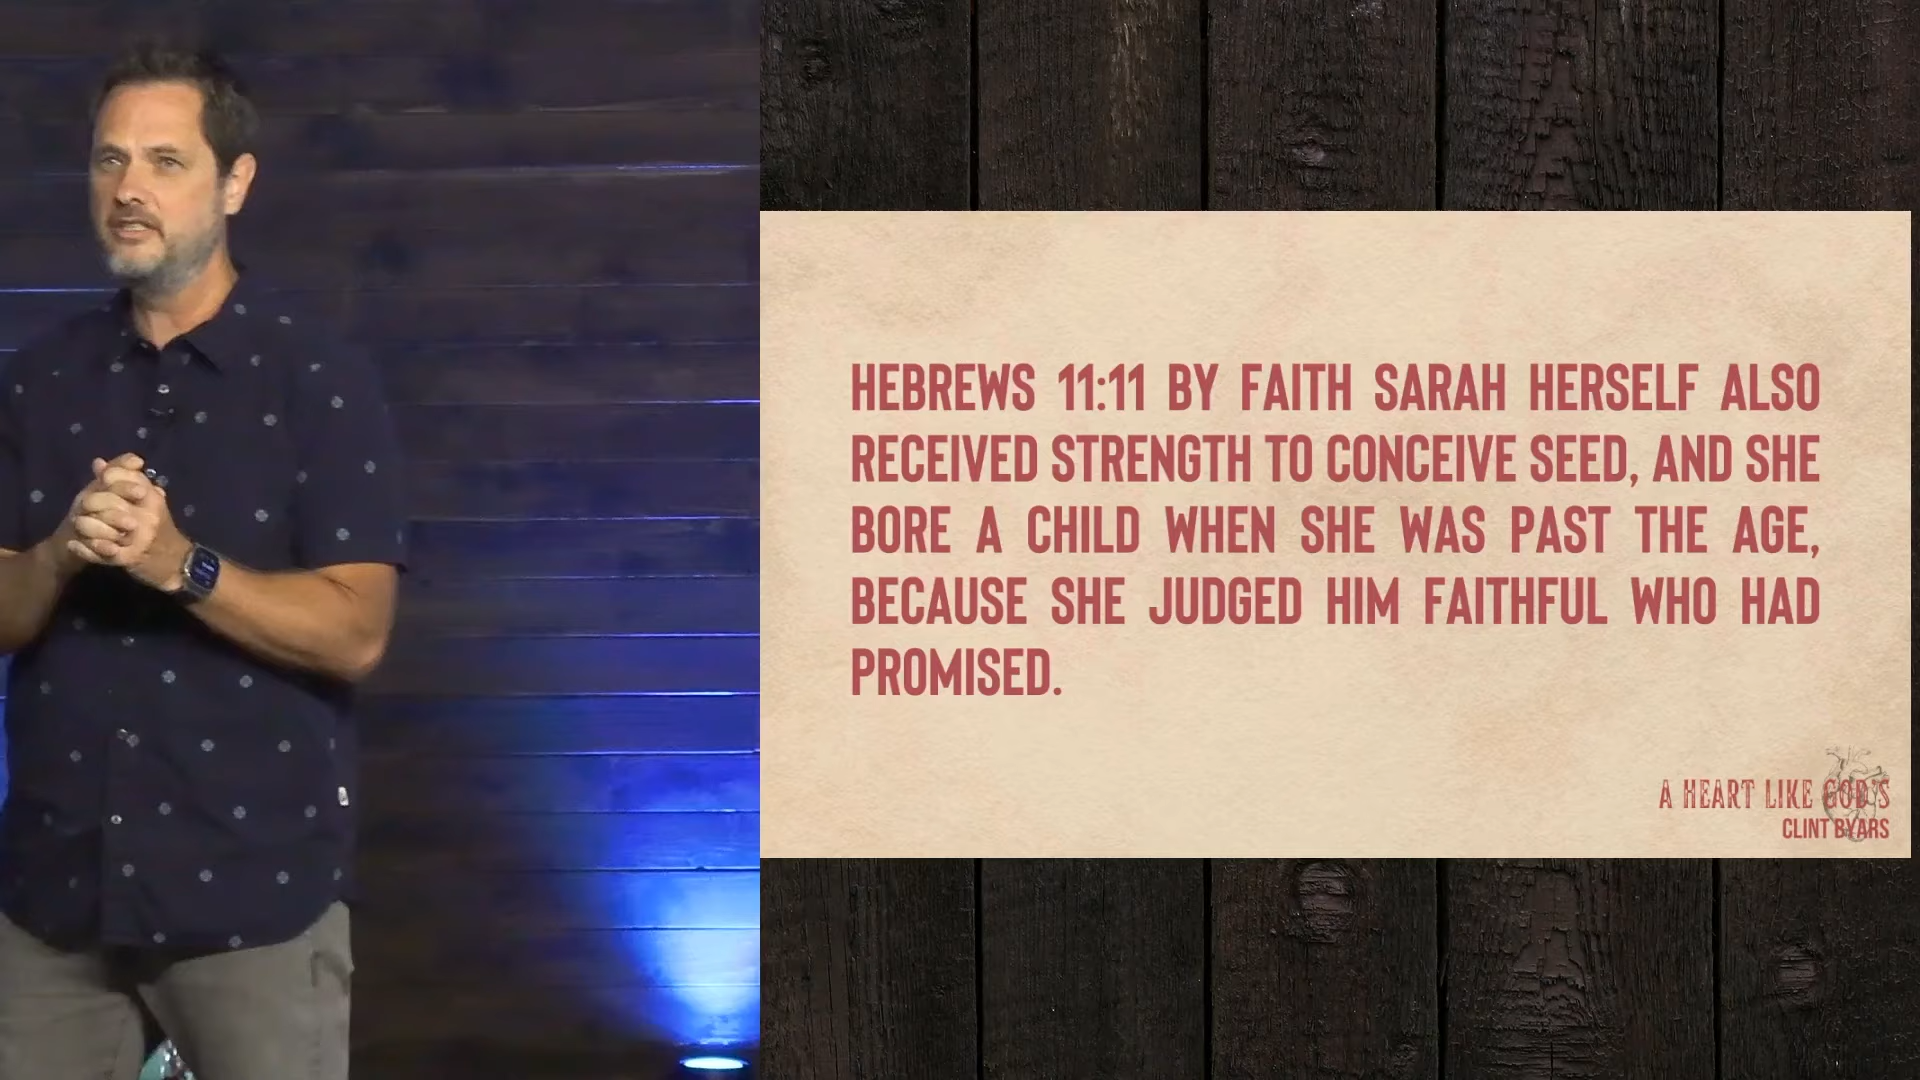 HEBREWS 11:11 BY FAITH SARAH HERSELF ALSO
RECEIVED STRENGTH TO CONCEIVE SEED, AND SHE
BORE A CHILD WHEN SHE WAS PAST THE AGE,
BECAUSE SHE JUDGED HIM FAITHFUL WHO HAD
PROMISED.
A HEART LIKE GOD'S
CLINT BYARS